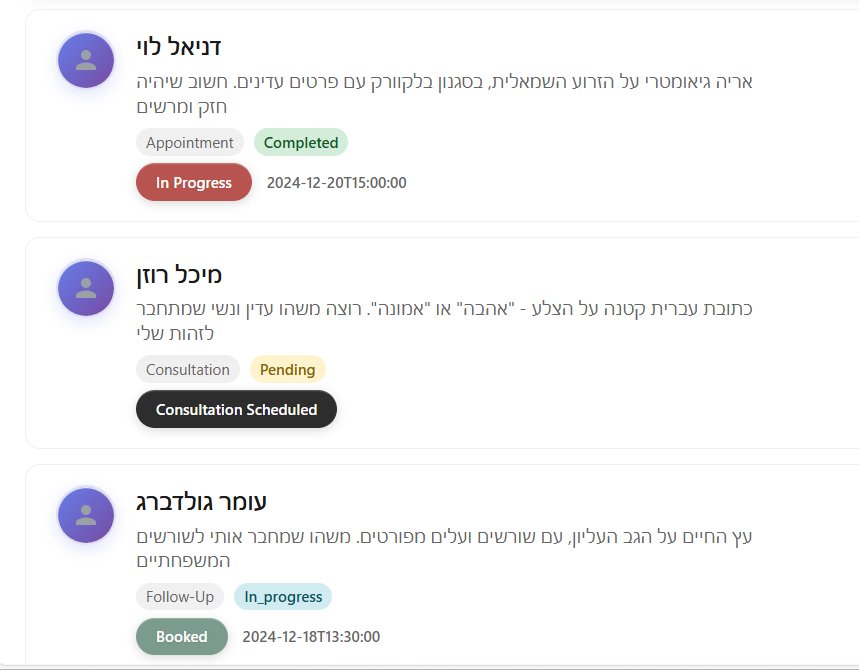 דניאל לוי
אריה גיאומטרי על הזרוע השמאלית, בסגנון בלקוורק עם פרטים עדינים. חשוב שיהיה
חזק ומרשים
Appointment Completed
In Progress 2024-12-20T15:00:00
מיכל רוזן
כתובת עברית קטנה על הצלע - "אהבה" או "אמונה". רוצה משהו עדין ונשי שמתחבר
לזהות שלי
Consultation Pending
Consultation Scheduled
עומר גולדברג
עץ החיים על הגב העליון, עם שורשים ועלים מפורטים. משהו שמחבר אותי לשורשים
המשפחתיים
Follow-Up In_progress
Booked 2024-12-18T13:30:00